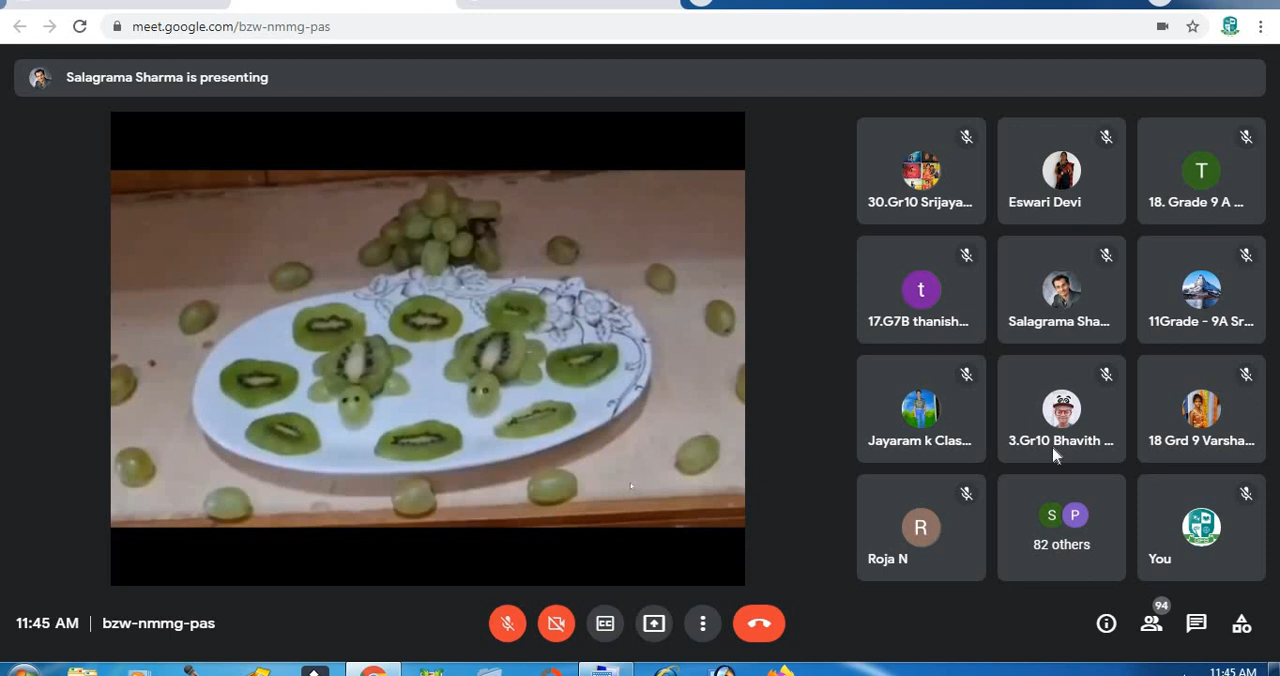 meet.google.com/bzw-nmmg-pas
Salagrama Sharma is presenting
30.Gr10 Srijaya...
Eswari Devi
T
18. Grade 9 A ...
t
17.G7B thanish...
Salagrama Sha...
11Grade - 9A Sr...
Jayaram k Clas...
3.Gr10 Bhavith ...
18 Grd 9 Varsha...
R
Roja N
S P
82 others
You
11:45 AM | bzw-nmmg-pas
CC
94
11:45 AM